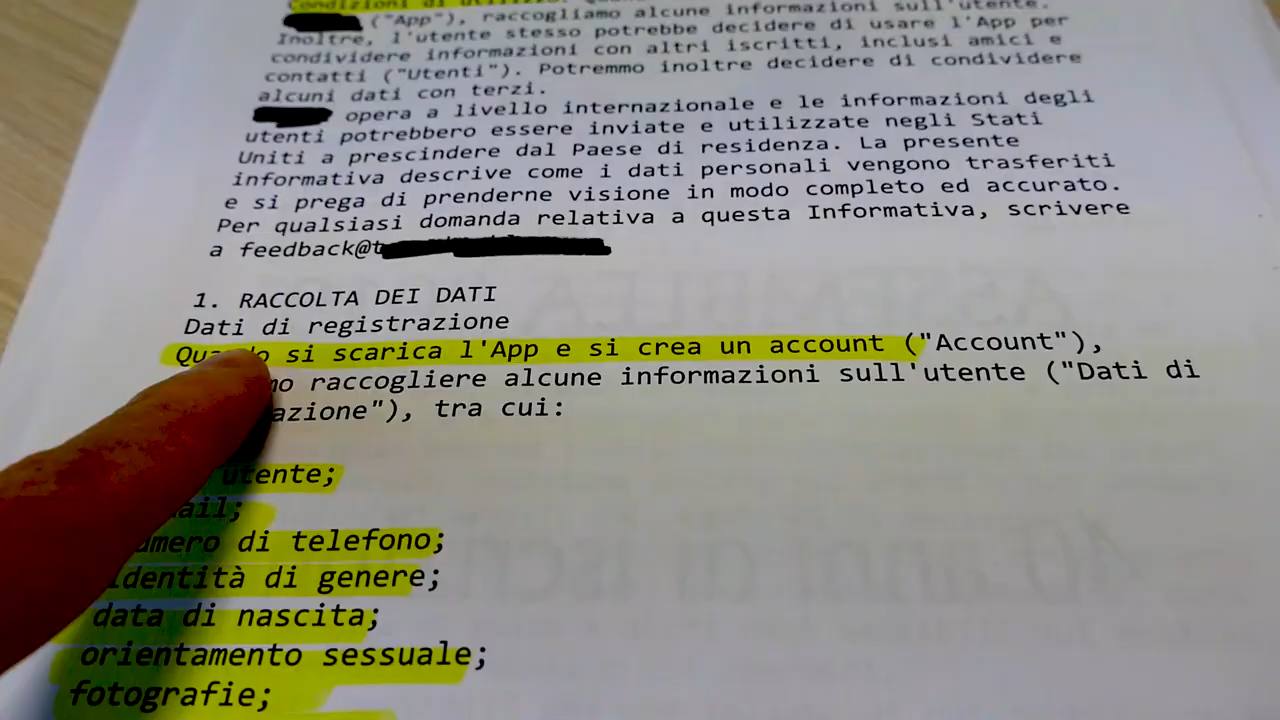 Condizioni di utilizzo.
("App"), raccogliamo alcune informazioni sull'utente.
Inoltre, l'utente stesso potrebbe decidere di usare l'App per
condividere informazioni con altri iscritti, inclusi amici e
contatti ("Utenti"). Potremmo inoltre decidere di condividere
alcuni dati con terzi.
opera a livello internazionale e le informazioni degli
utenti potrebbero essere inviate e utilizzate negli Stati
Uniti a prescindere dal Paese di residenza. La presente
informativa descrive come i dati personali vengono trasferiti
e si prega di prenderne visione in modo completo ed accurato.
Per qualsiasi domanda relativa a questa Informativa, scrivere
a feedback@t
1. RACCOLTA DEI DATI
Dati di registrazione
si scarica l'App e si crea un account ("Account"),
raccogliere alcune informazioni sull'utente ("Dati di
azione"), tra cui:
utente;
ail;
umero di telefono;
identità di genere;
data di nascita;
orientamento sessuale;
fotografie;